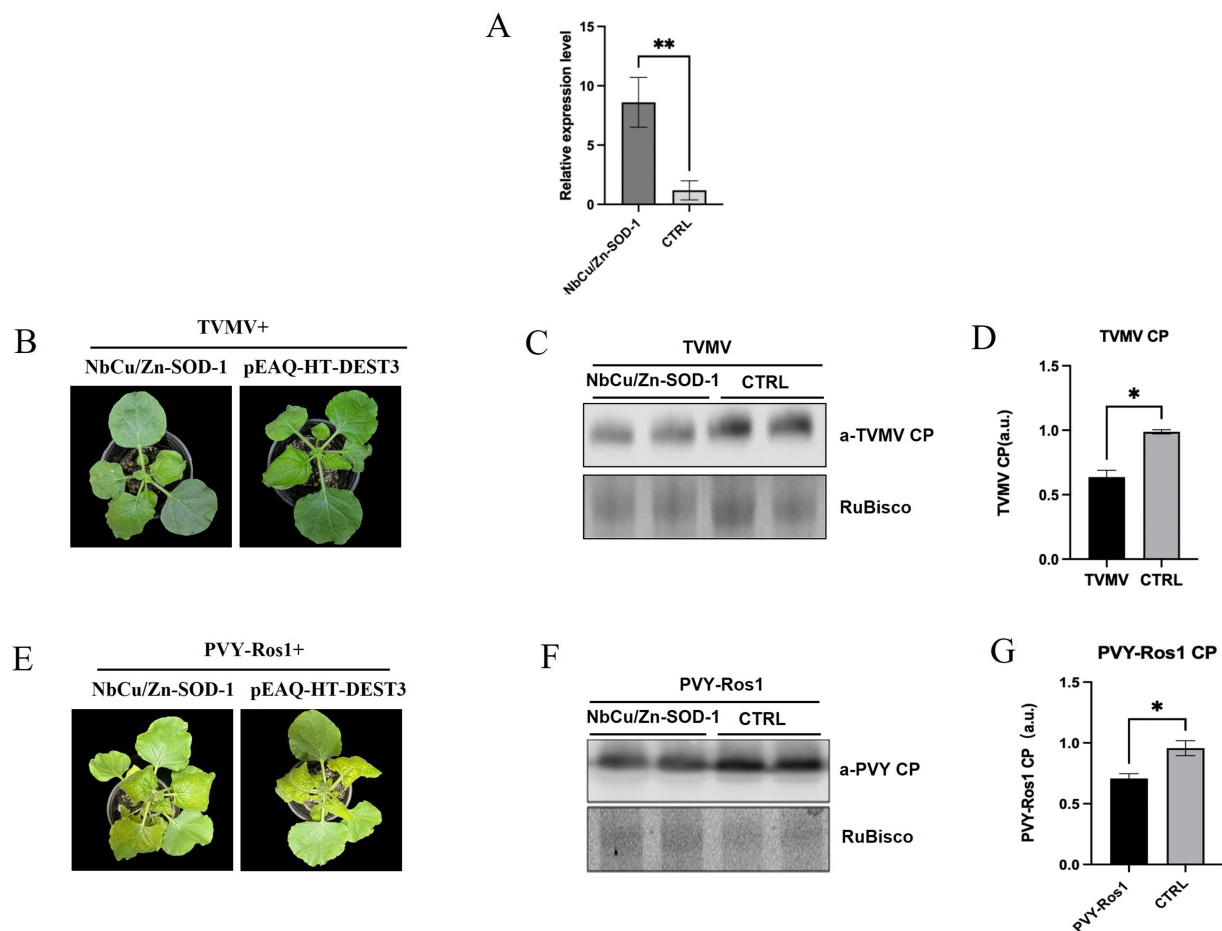 A
15
10
5
0
Relative expression level
**
NbCu/Zn-SOD-1
CTRL
B
TVMV+
NbCu/Zn-SOD-1 pEAQ-HT-DEST3
C
TVMV
NbCu/Zn-SOD-1 CTRL
a-TVMV CP
RuBisco
D
TVMV CP
1.5
1.0
0.5
0.0
TVMV CP(a.u.)
*
TVMV CTRL
E
PVY-Ros1+
NbCu/Zn-SOD-1 pEAQ-HT-DEST3
F
PVY-Ros1
NbCu/Zn-SOD-1 CTRL
a-PVY CP
RuBisco
G
PVY-Ros1 CP
1.5
1.0
0.5
0.0
PVY-Ros1 CP (a.u.)
*
PVY-Ros1
CTRL